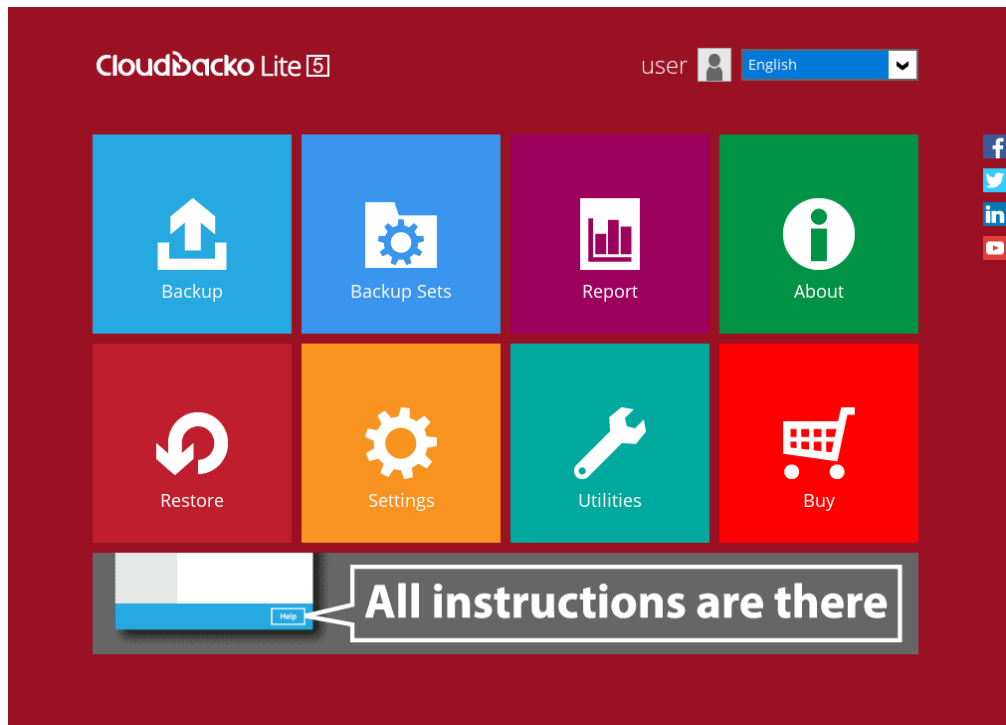 Cloudbacko Lite 5
user
English
Backup
Backup Sets
Report
About
Restore
Settings
Utilities
Buy
Help
All instructions are there